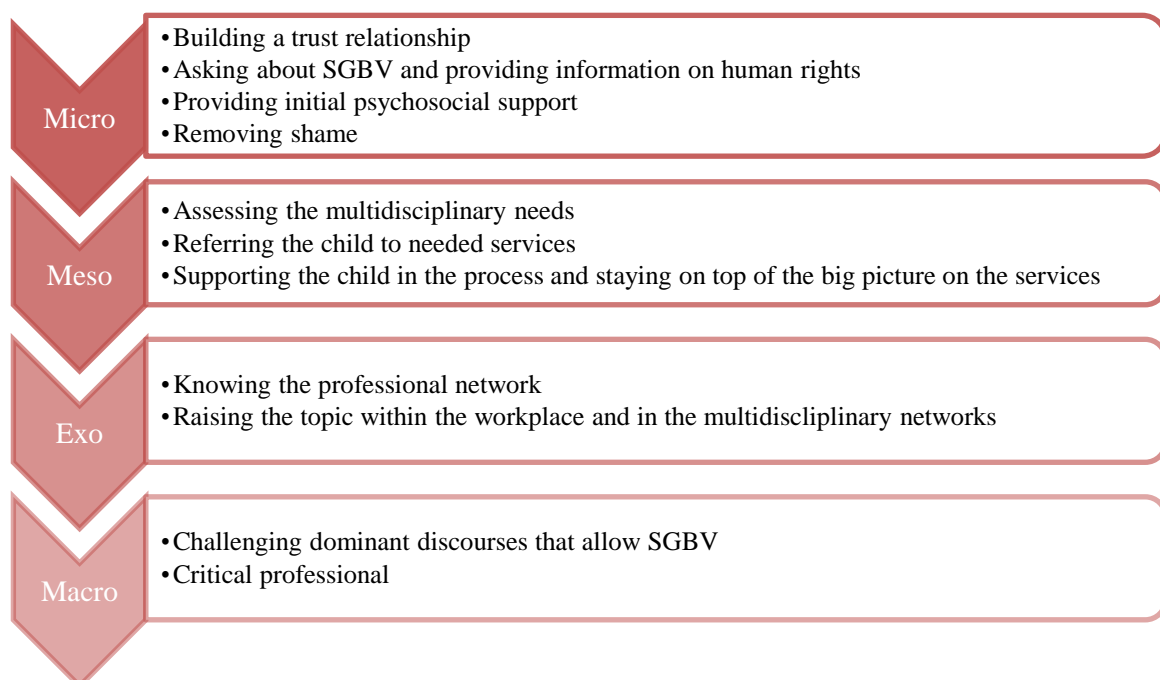 Micro
•Building a trust relationship
•Asking about SGBV and providing information on human rights
•Providing initial psychosocial support
•Removing shame
Meso
•Assessing the multidisciplinary needs
•Referring the child to needed services
•Supporting the child in the process and staying on top of the big picture on the services
Exo
•Knowing the professional network
•Raising the topic within the workplace and in the multidiscliplinary networks
Macro
•Challenging dominant discourses that allow SGBV
•Critical professional